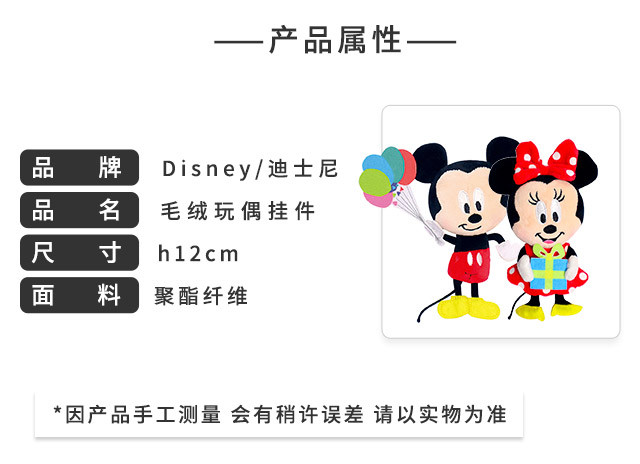 产品属性
品 牌 Disney/迪士尼
品 名 毛绒玩偶挂件
尺 寸 h12cm
面 料 聚酯纤维
*因产品手工测量 会有稍许误差 请以实物为准